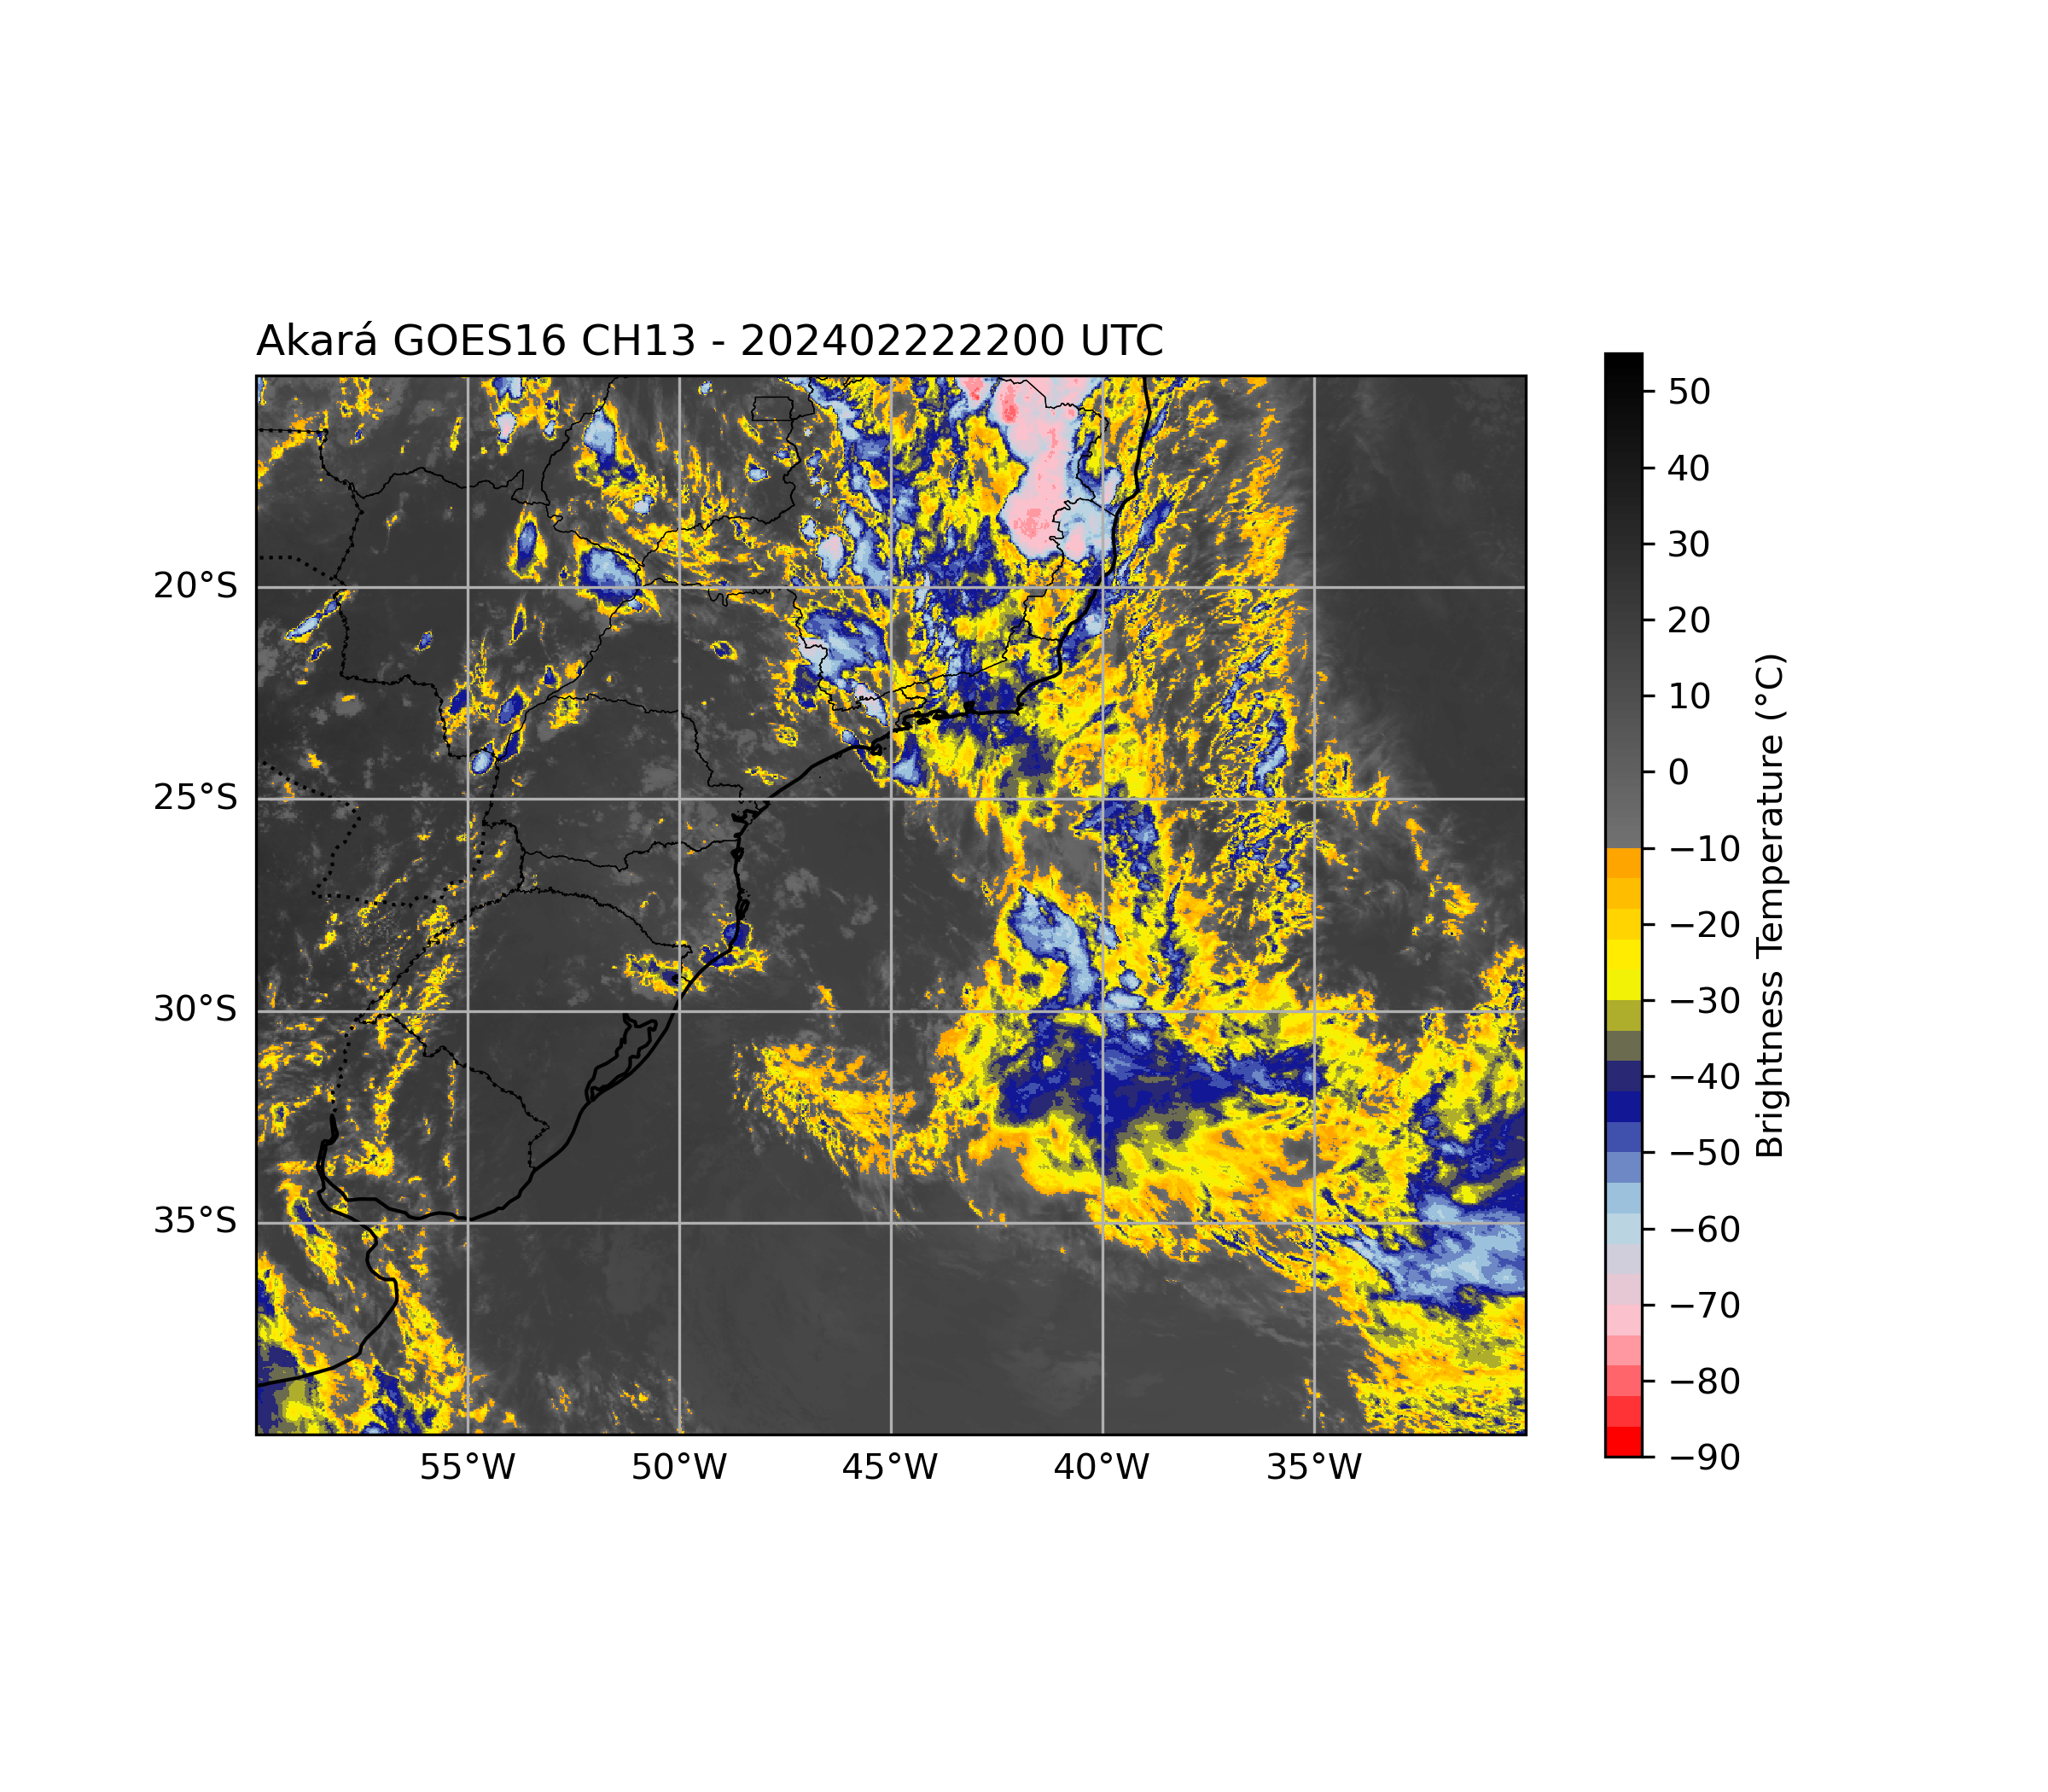 Akará GOES16 CH13 - 202402222200 UTC
20°S
25°S
30°S
35°S
55°W
50°W
45°W
40°W
35°W
50
40
30
20
10
0
−10
−20
−30
−40
−50
−60
−70
−80
−90
Brightness Temperature (°C)